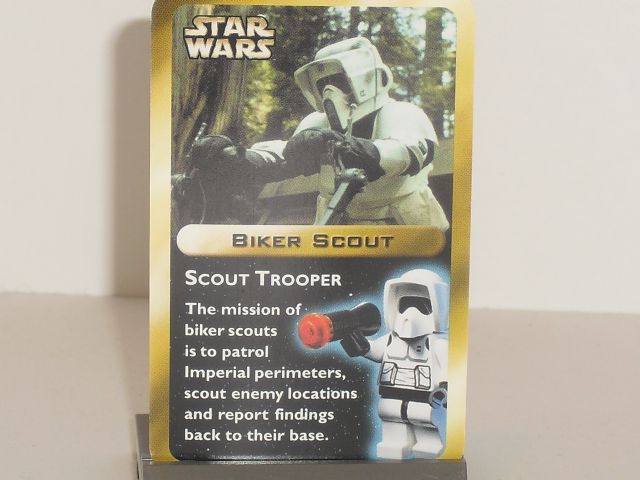 STAR
WARS
BIKER SCOUT
SCOUT TROOPER
The mission of
biker scouts
is to patrol
Imperial perimeters,
scout enemy locations
and report findings
back to their base.